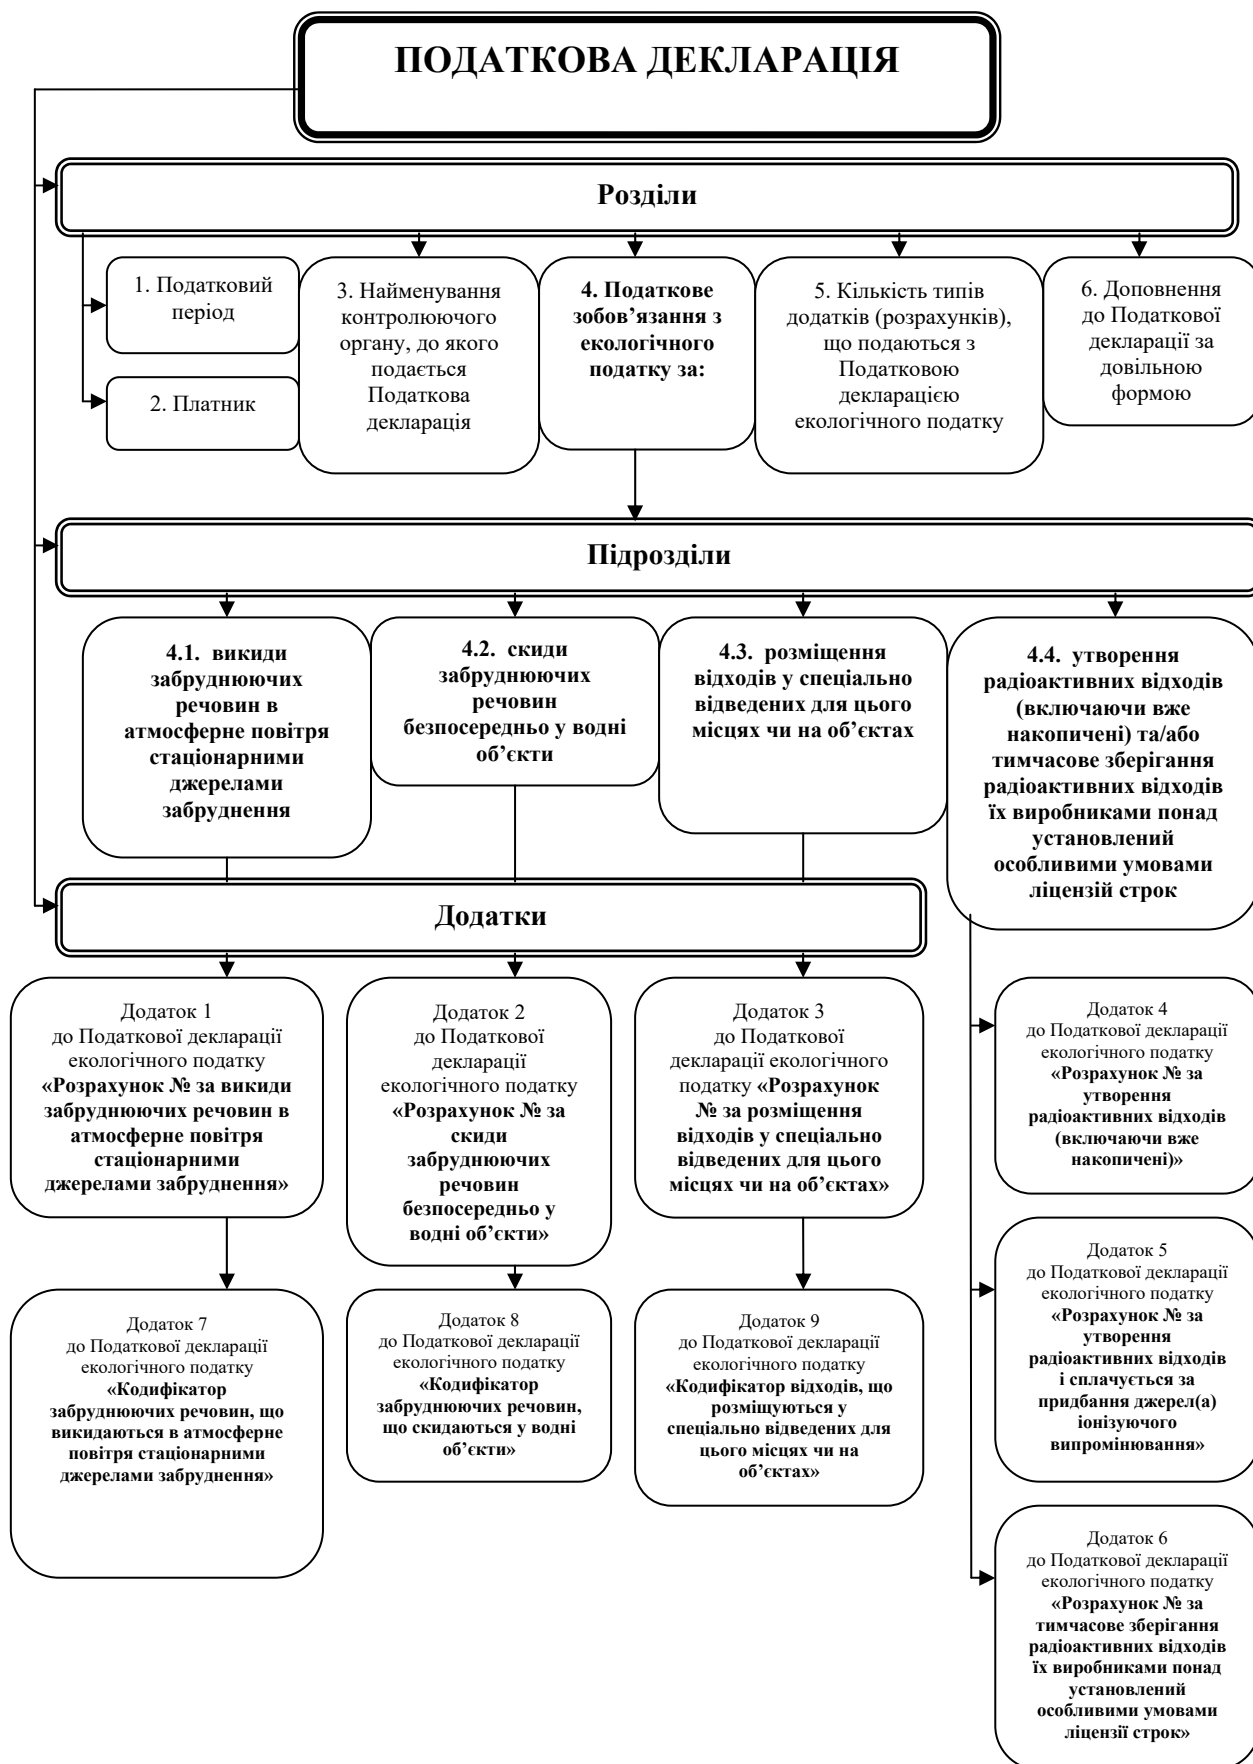 ПОДАТКОВА ДЕКЛАРАЦІЯ
Розділи
1. Податковий
період
2. Платник
3. Найменування
контролюючого
органу, до якого
подається
Податкова
декларація
4. Податкове
зобов’язання з
екологічного
податку за:
5. Кількість типів
додатків (розрахунків),
що подаються з
Податковою
декларацією
екологічного податку
6. Доповнення
до Податкової
декларації за
довільною
формою
Підрозділи
4.1. викиди
забруднюючих
речовин в
атмосферне повітря
стаціонарними
джерелами
забруднення
4.2. скиди
забруднюючих
речовин
безпосередньо у водні
об’єкти
4.3. розміщення
відходів у спеціально
відведених для цього
місцях чи на об’єктах
4.4. утворення
радіоактивних відходів
(включаючи вже
накопичені) та/або
тимчасове зберігання
радіоактивних відходів
їх виробниками понад
установлений
особливими умовами
ліцензій строк
Додатки
Додаток 1
до Податкової декларації
екологічного податку
«Розрахунок № за викиди
забруднюючих речовин в
атмосферне повітря
стаціонарними
джерелами забруднення»
Додаток 2
до Податкової
декларації
екологічного податку
«Розрахунок № за
скиди
забруднюючих
речовин
безпосередньо у
водні об’єкти»
Додаток 3
до Податкової
декларації екологічного
податку «Розрахунок
№ за розміщення
відходів у спеціально
відведених для цього
місцях чи на об’єктах»
Додаток 4
до Податкової декларації
екологічного податку
«Розрахунок № за
утворення
радіоактивних відходів
(включаючи вже
накопичені)»
Додаток 5
до Податкової декларації
екологічного податку
«Розрахунок № за
утворення
радіоактивних відходів
і сплачується за
придбання джерел(а)
іонізуючого
випромінювання»
Додаток 7
до Податкової декларації
екологічного податку
«Кодифікатор
забруднюючих речовин, що
викидаються в атмосферне
повітря стаціонарними
джерелами забруднення»
Додаток 8
до Податкової декларації
екологічного податку
«Кодифікатор
забруднюючих речовин,
що скидаються у водні
об’єкти»
Додаток 9
до Податкової декларації
екологічного податку
«Кодифікатор відходів, що
розміщуються у
спеціально відведених для
цього місцях чи на
об’єктах»
Додаток 6
до Податкової декларації
екологічного податку
«Розрахунок № за
тимчасове зберігання
радіоактивних відходів
їх виробниками понад
установлений
особливими умовами
ліцензії строк»